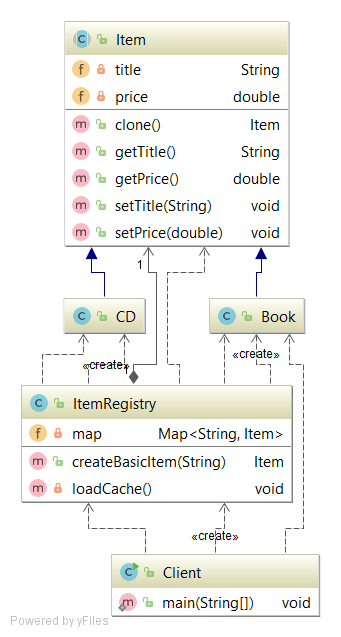 Item
title String
price double
clone() Item
getTitle() String
getPrice() double
setTitle(String) void
setPrice(double) void
1
CD
Book
«create»
«create»
1
ItemRegistry
map Map<String, Item>
createBasicItem(String) Item
loadCache() void
«create»
Client
main(String[]) void
Powered by yFiles